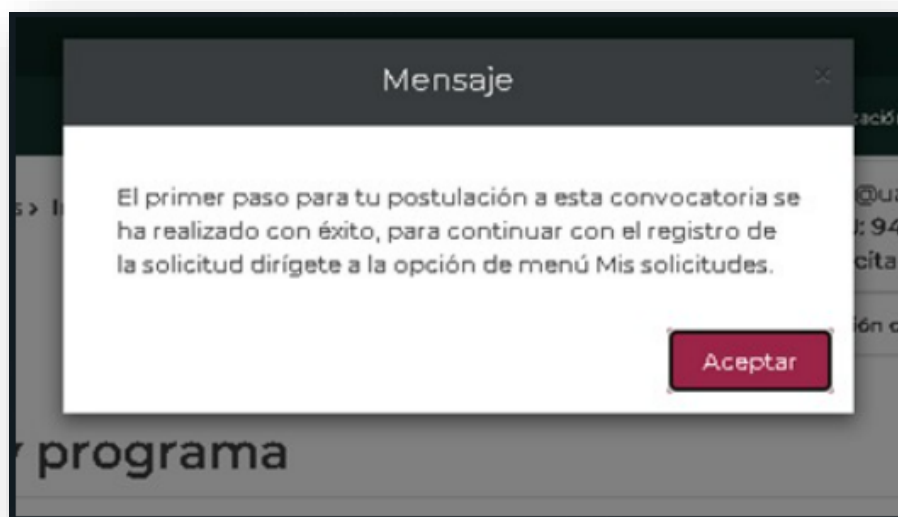 Mensaje
×
El primer paso para tu postulación a esta convocatoria se
ha realizado con éxito, para continuar con el registro de
la solicitud dirígete a la opción de menú Mis solicitudes.
Aceptar
programa